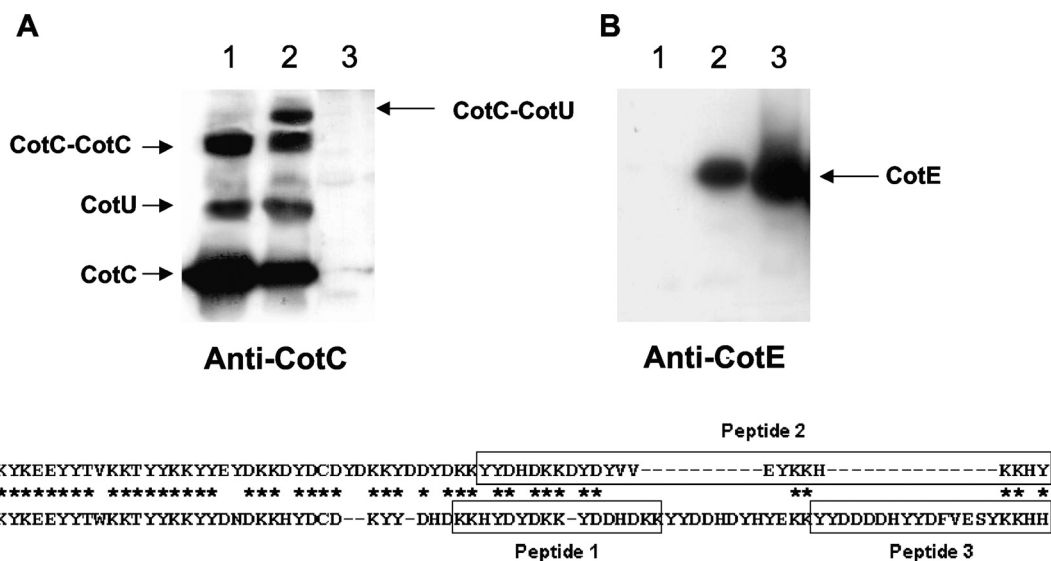 A
B
1 2 3
1 2 3
CotC-CotU
CotC-CotC
CotU
CotC
CotE
Anti-CotC
Anti-CotE
Peptide 2
KYKEEYYTVKKTYYKKYYEYDKKDYDCDYDKKYDDYDKKYYDHDKKDYDYVV----------EYKKH--------------KKHY
******** ********* *** **** *** * *** ** *** ** ** ** *
KYKEEYYTWKKTYYKKYYDNDKKHYDCD--KYY-DHDKKHYDYDKK-YDDHDKKYYDDHDYHYEKKYYDDDDHYYDFVESYKKHH
Peptide 1
Peptide 3